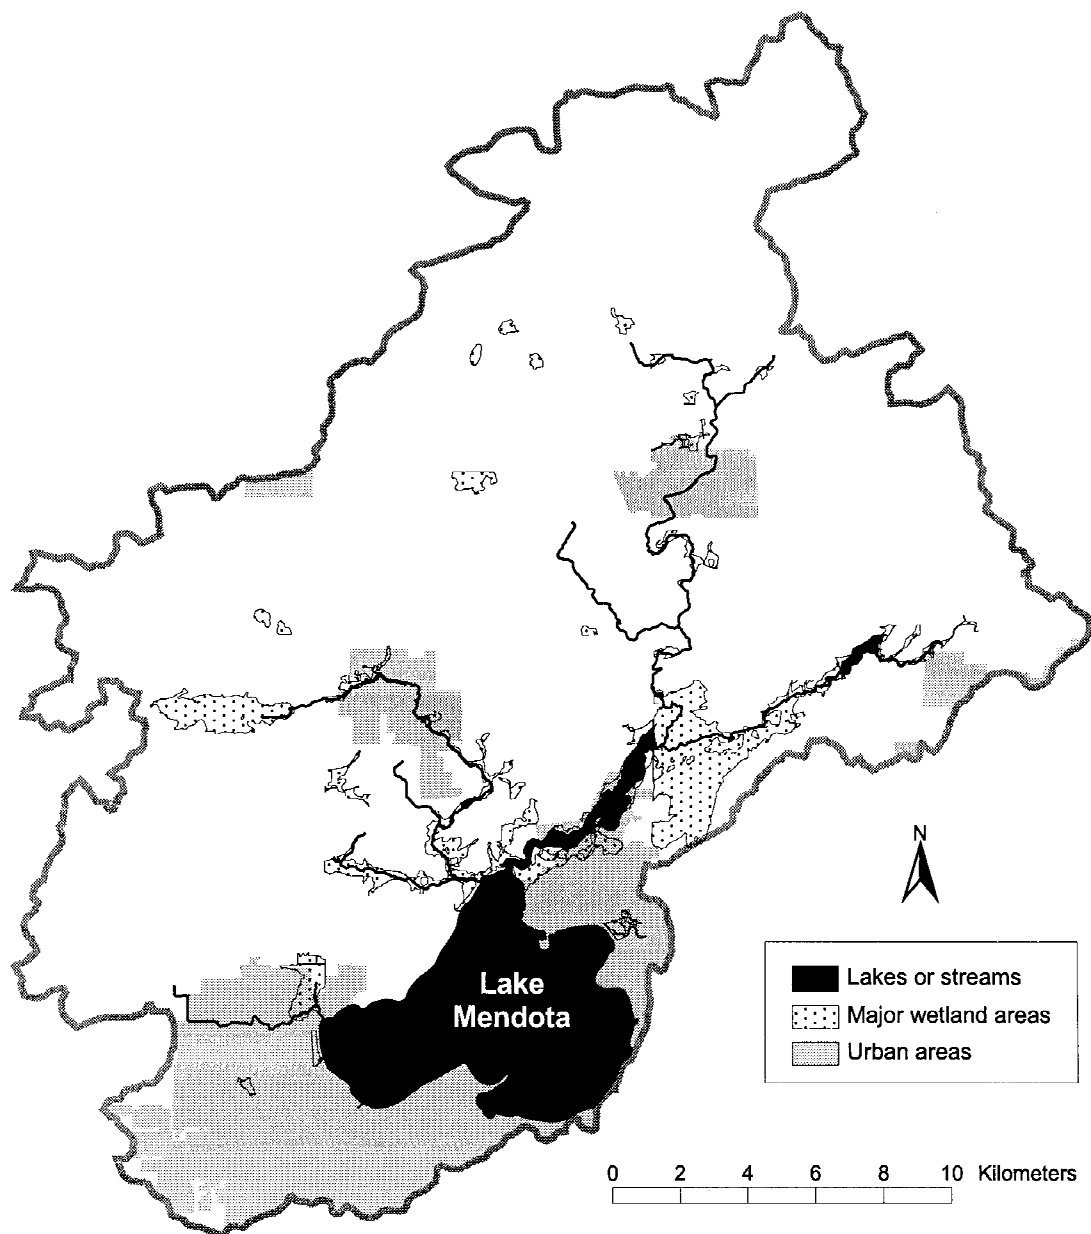 N
Lake
Mendota
Lakes or streams
Major wetland areas
Urban areas
0 2 4 6 8 10 Kilometers